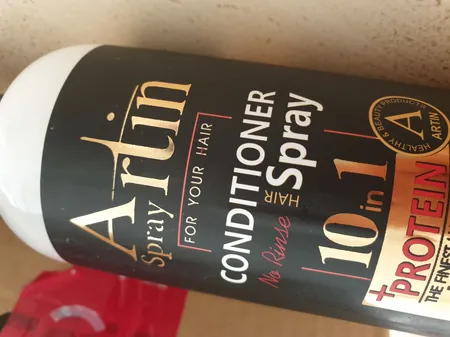 Artin
Spray
FOR YOUR HAIR
CONDITIONER
No Rinse HAIR Spray
10 in 1
HEALTHY & BEAUTY PRODUCTS
A
ARTIN
+PROTEIN
THE FINEST